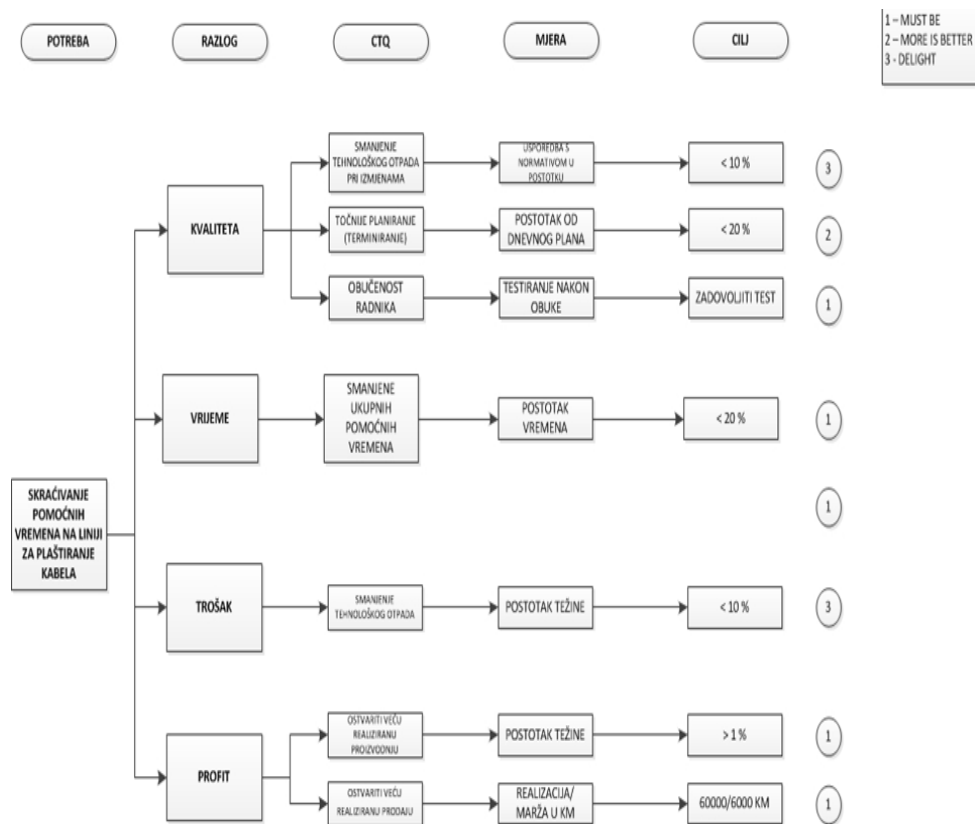 POTREBA
RAZLOG
CTQ
MJERA
CILJ
1 – MUST BE
2 – MORE IS BETTER
3 - DELIGHT
SKRAĆIVANJE
POMOĆNIH
VREMENA NA LINIJI
ZA PLAŠTIRANJE
KABELA
KVALITETA
SMANJENJE
TEHNOLOŠKOG OTPADA
PRI IZMJENAMA
USPOREDBA S
NORMATIVOM U
POSTOTKU
< 10 %
3
TOČNIJE PLANIRANJE
(TERMINIRANJE)
POSTOTAK OD
DNEVNOG PLANA
< 20 %
2
OBUČENOST
RADNIKA
TESTIRANJE NAKON
OBUKE
ZADOVOLJITI TEST
1
VRIJEME
SMANJENE
UKUPNIH
POMOĆNIH
VREMENA
POSTOTAK
VREMENA
< 20 %
1
1
TROŠAK
SMANJENJE
TEHNOLOŠKOG OTPADA
POSTOTAK TEŽINE
< 10 %
3
PROFIT
OSTVARITI VEĆU
REALIZIRANU
PROIZVODNJU
POSTOTAK TEŽINE
> 1 %
1
OSTVARITI VEĆU
REALIZIRANU PRODAJU
REALIZACIJA/
MARŽA U KM
60000/6000 KM
1